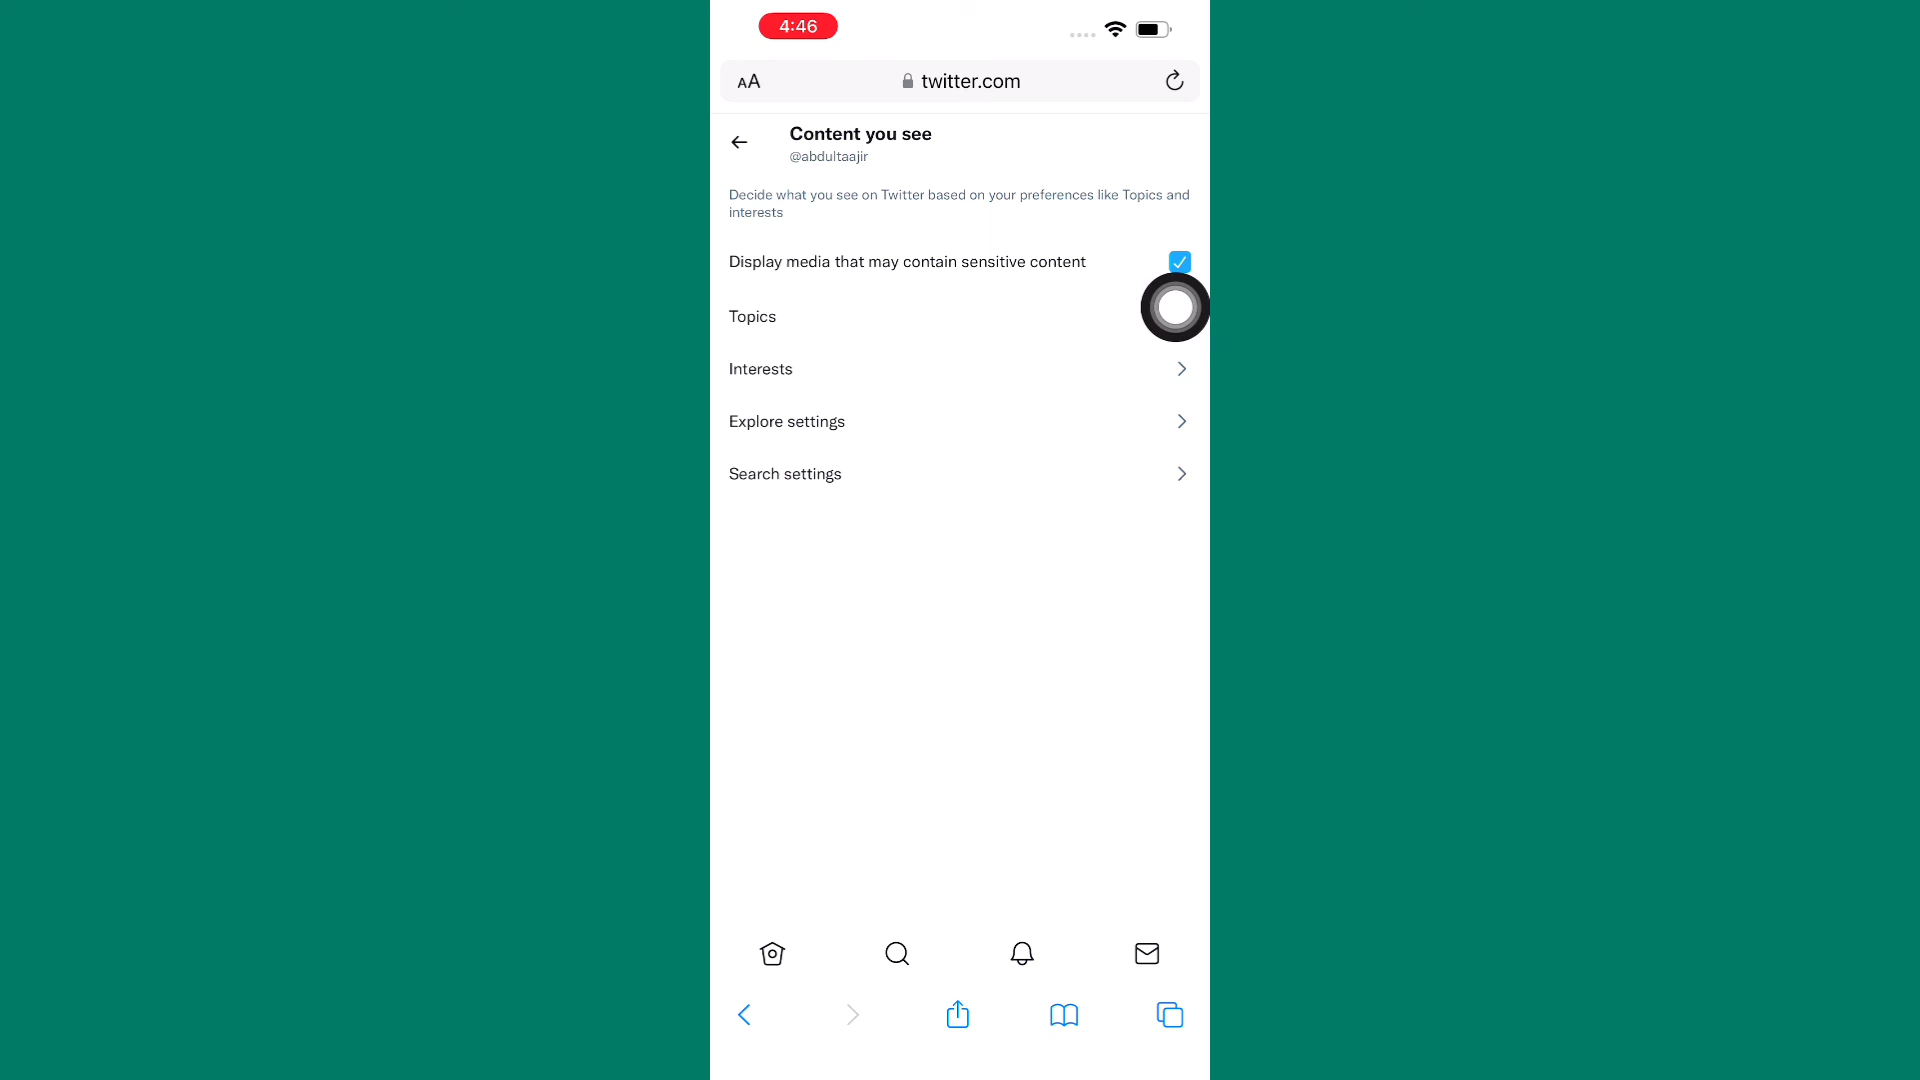 4:46
AA
twitter.com
Content you see
@abdultaajir
Decide what you see on Twitter based on your preferences like Topics and
interests
Display media that may contain sensitive content
Topics
Interests
Explore settings
Search settings